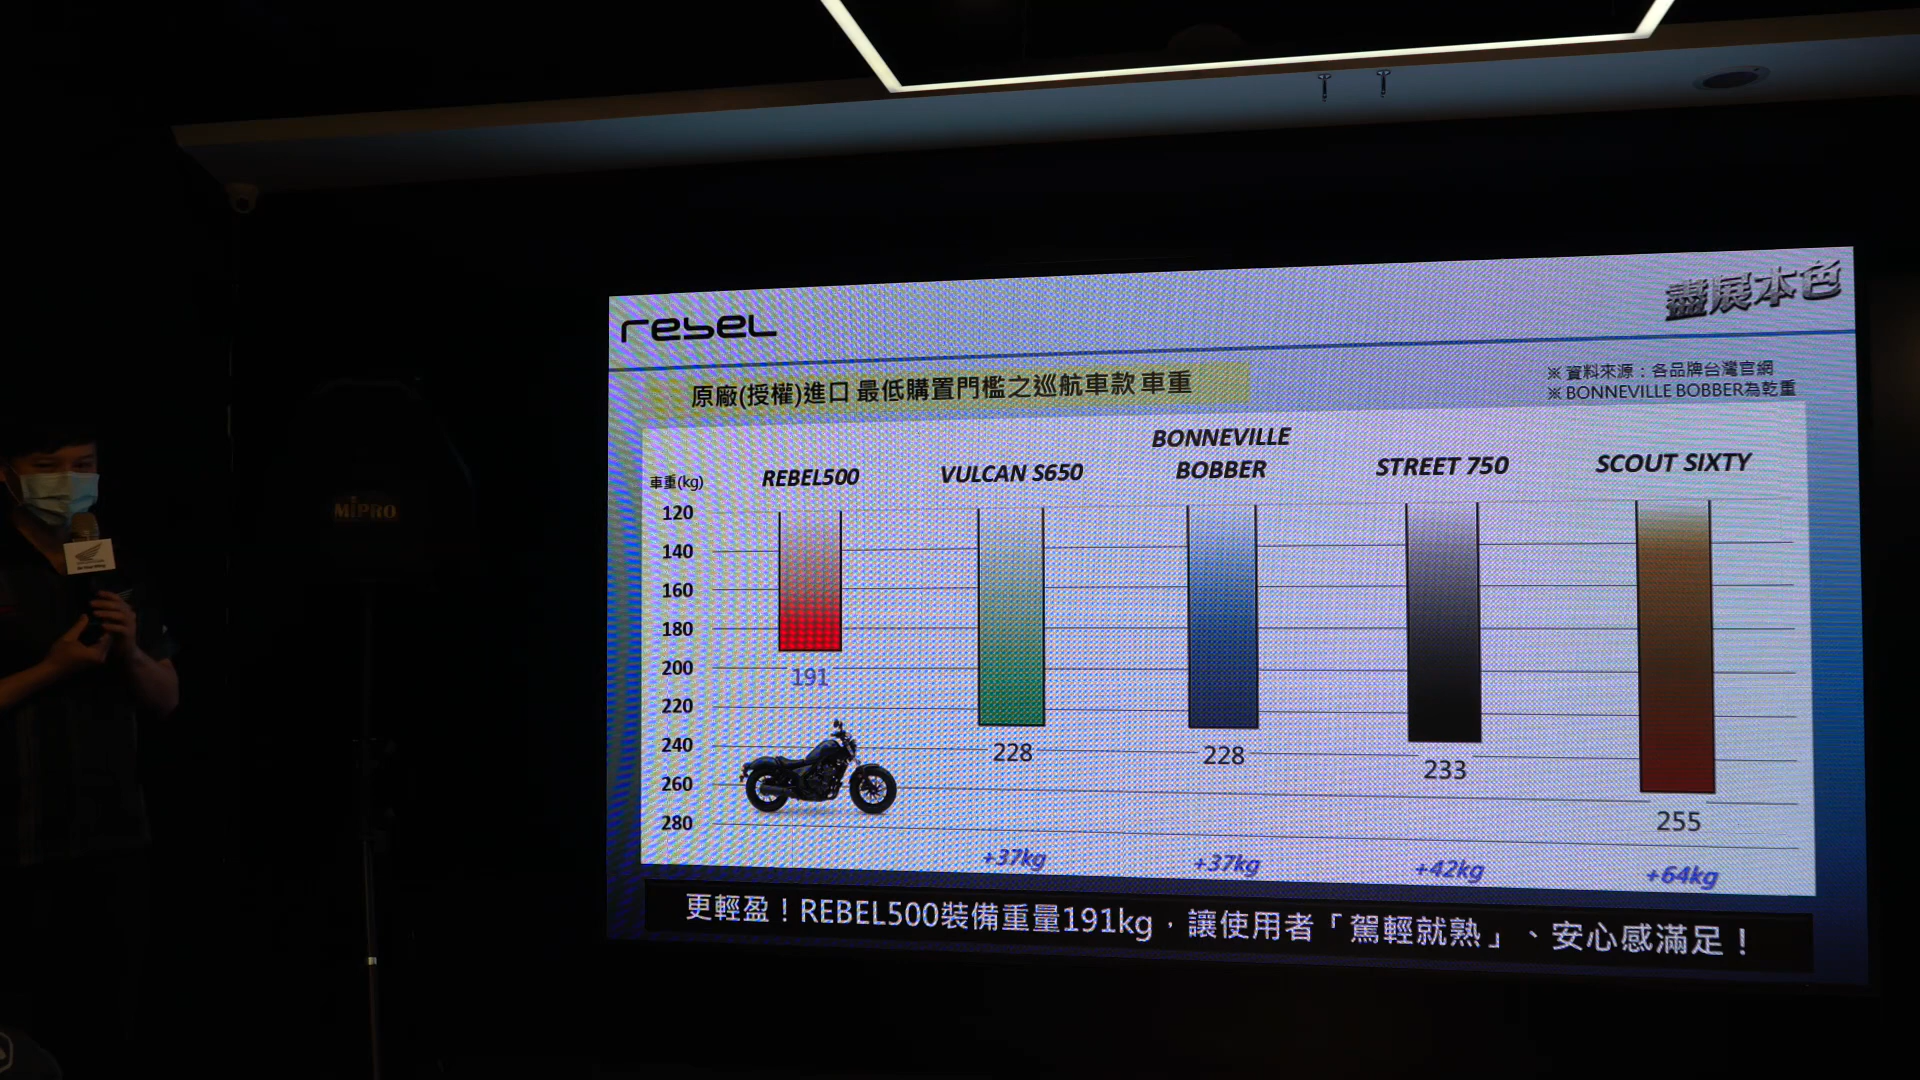 rebel
盡展本色
原廠(授權)進口 最低購置門檻之巡航車款 車重
※ 資料來源：各品牌台灣官網
※ BONNEVILLE BOBBER為乾重
車重(kg)
REBEL500
VULCAN S650
BONNEVILLE
BOBBER
STREET 750
SCOUT SIXTY
120
140
160
180
200
220
240
260
280
191
228
228
233
255
+37kg
+37kg
+42kg
+64kg
更輕盈！REBEL500裝備重量191kg，讓使用者「駕輕就熟」、安心感滿足！
MIPRO